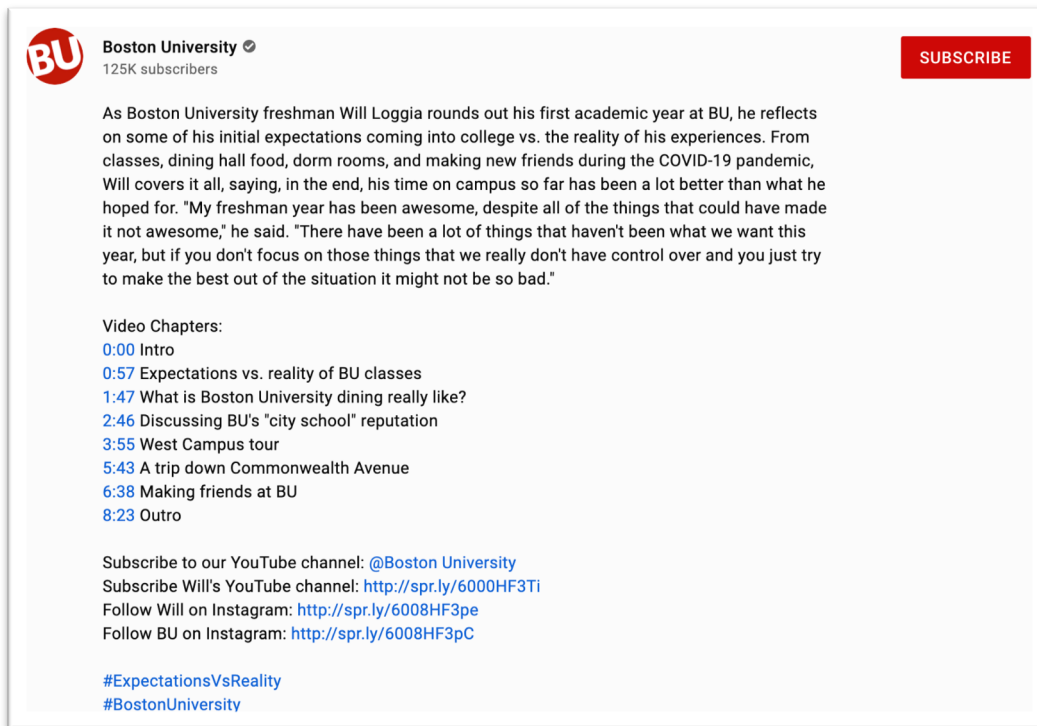 BU
Boston University
125K subscribers
SUBSCRIBE
As Boston University freshman Will Loggia rounds out his first academic year at BU, he reflects
on some of his initial expectations coming into college vs. the reality of his experiences. From
classes, dining hall food, dorm rooms, and making new friends during the COVID-19 pandemic,
Will covers it all, saying, in the end, his time on campus so far has been a lot better than what he
hoped for. "My freshman year has been awesome, despite all of the things that could have made
it not awesome," he said. "There have been a lot of things that haven't been what we want this
year, but if you don't focus on those things that we really don't have control over and you just try
to make the best out of the situation it might not be so bad."
Video Chapters:
0:00 Intro
0:57 Expectations vs. reality of BU classes
1:47 What is Boston University dining really like?
2:46 Discussing BU's "city school" reputation
3:55 West Campus tour
5:43 A trip down Commonwealth Avenue
6:38 Making friends at BU
8:23 Outro
Subscribe to our YouTube channel: @Boston University
Subscribe Will's YouTube channel: http://spr.ly/6000HF3Ti
Follow Will on Instagram: http://spr.ly/6008HF3pe
Follow BU on Instagram: http://spr.ly/6008HF3pC
#ExpectationsVsReality
#BostonUniversity